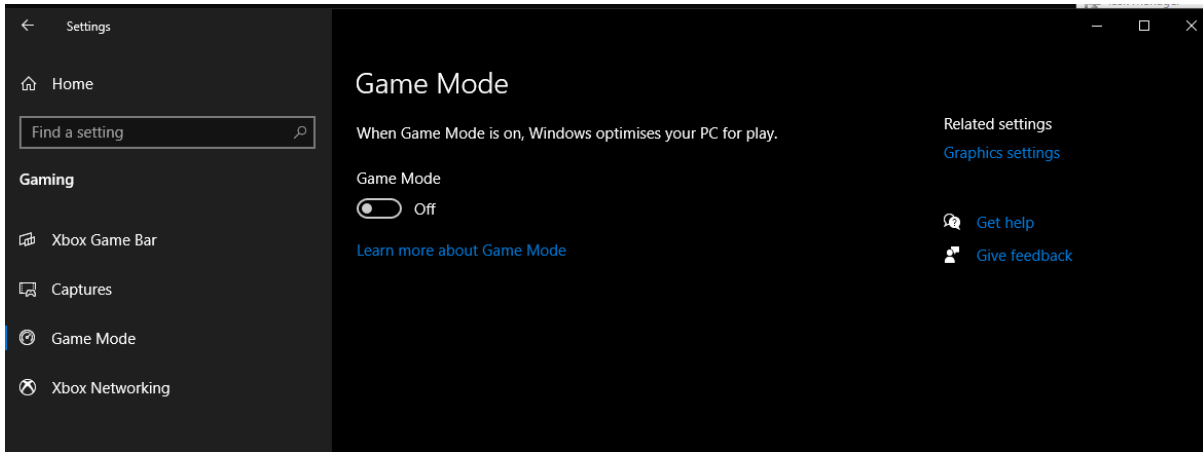 Settings
Home
Find a setting
Gaming
Xbox Game Bar
Captures
Game Mode
Xbox Networking
Game Mode
When Game Mode is on, Windows optimises your PC for play.
Game Mode
Off
Learn more about Game Mode
Related settings
Graphics settings
Get help
Give feedback